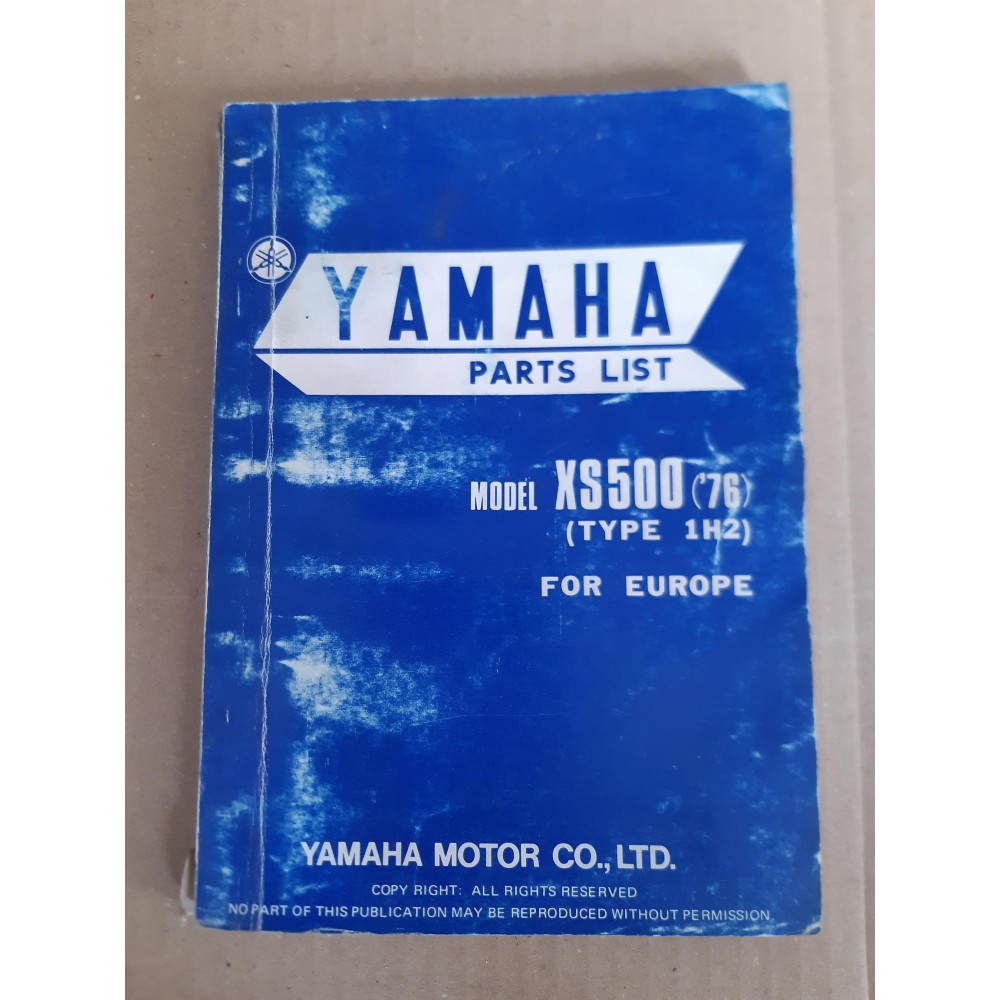 YAMAHA
PARTS LIST
MODEL XS500 ('76)
(TYPE 1H2)
FOR EUROPE
YAMAHA MOTOR CO., LTD.
COPY RIGHT: ALL RIGHTS RESERVED
NO PART OF THIS PUBLICATION MAY BE REPRODUCED WITHOUT PERMISSION